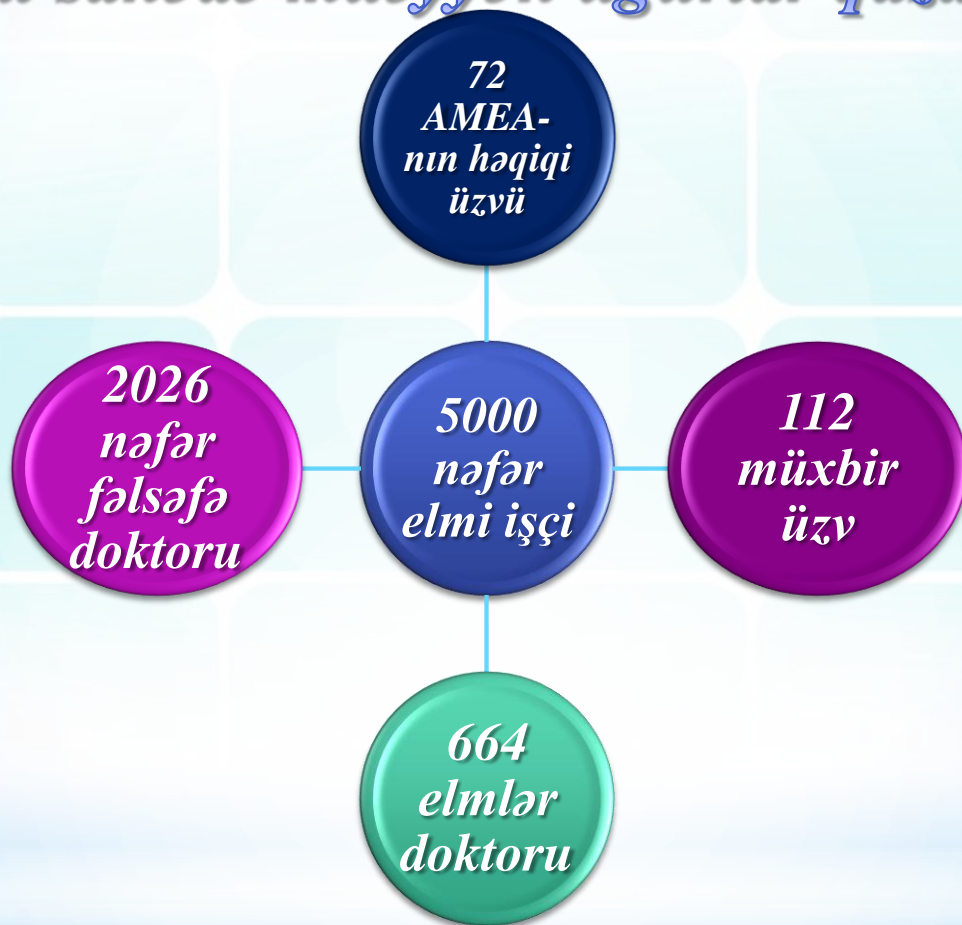 72
AMEA-
nın həqiqi
üzvü
2026
nəfər
fəlsəfə
doktoru
5000
nəfər
elmi işçi
112
müxbir
üzv
664
elmlər
doktoru